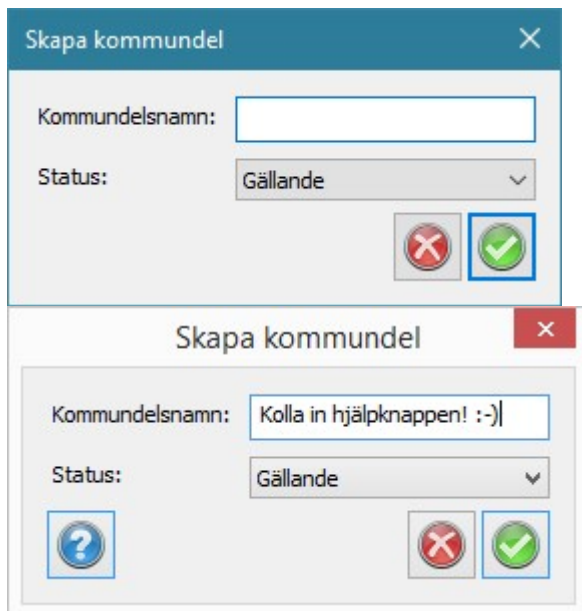 Skapa kommundel
Kommundelsnamn:
Status: Gällande
Skapa kommundel
Kommundelsnamn: Kolla in hjälpknappen! :-)
Status: Gällande